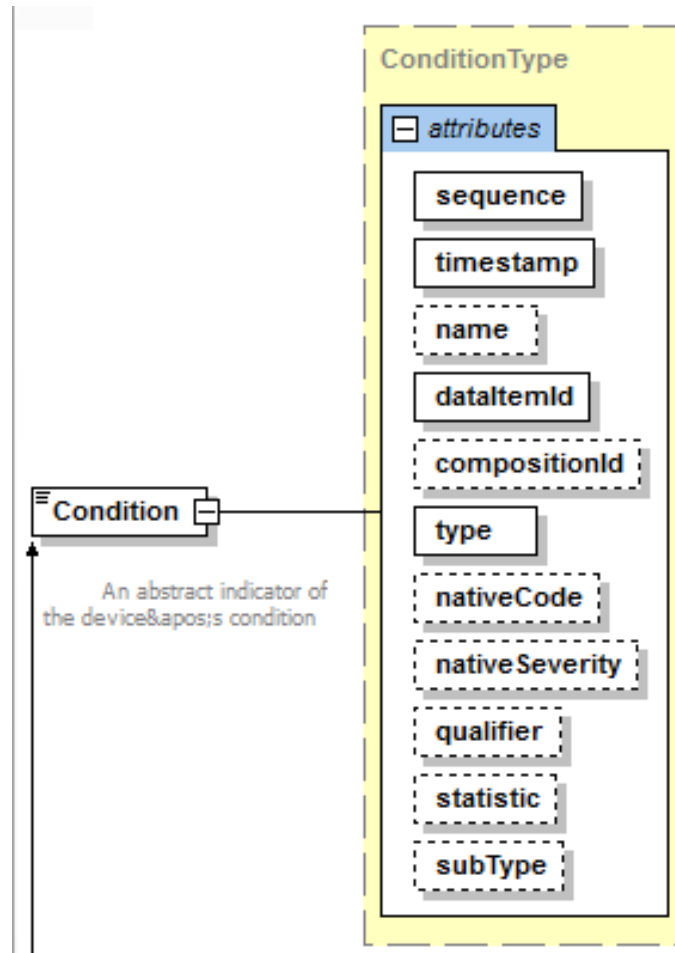 ConditionType
attributes
sequence
timestamp
name
dataItemId
compositionId
Condition
type
An abstract indicator of
the device&apos;s condition
nativeCode
nativeSeverity
qualifier
statistic
subType